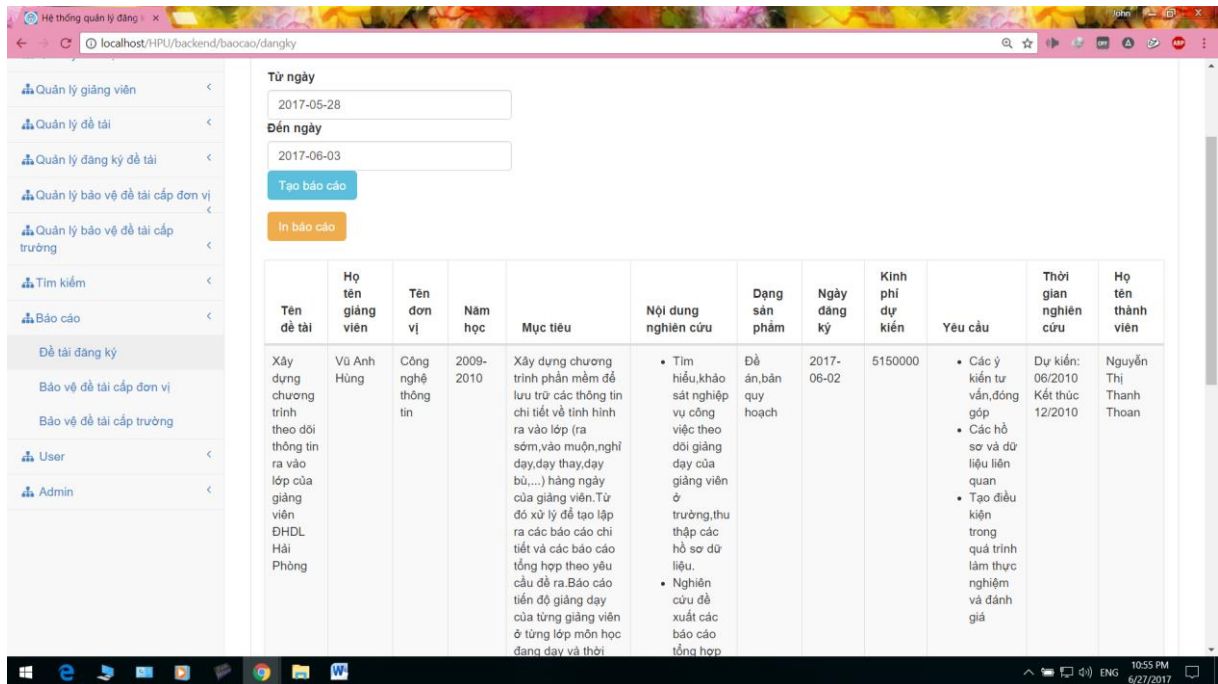 Hệ thống quản lý đăng k
John
localhost/HPU/backend/baocao/dangky
Quản lý giảng viên
Quản lý đề tài
Quản lý đăng ký đề tài
Quản lý bảo vệ đề tài cấp đơn vị
Quản lý bảo vệ đề tài cấp
trường
Tìm kiếm
Báo cáo
Đề tài đăng ký
Bảo vệ đề tài cấp đơn vị
Bảo vệ đề tài cấp trường
User
Admin
Từ ngày
2017-05-28
Đến ngày
2017-06-03
Tạo báo cáo
In báo cáo
Tên
đề tài
Họ
tên
giảng
viên
Tên
đơn
vị
Năm
học
Mục tiêu
Nội dung
nghiên cứu
Dạng
sản
phẩm
Ngày
đăng
ký
Kinh
phí
dự
kiến
Yêu cầu
Thời
gian
nghiên
cứu
Họ
tên
thành
viên
Xây
dựng
chương
trình
theo dõi
thông tin
ra vào
lớp của
giảng
viên
ĐHDL
Hải
Phòng
Vũ Anh
Hùng
Công
nghệ
thông
tin
2009-
2010
Xây dựng chương
trình phần mềm để
lưu trữ các thông tin
chi tiết về tình hình
ra vào lớp (ra
sớm,vào muộn,nghỉ
dạy,dạy thay,dạy
bù,...) hàng ngày
của giảng viên.Từ
đó xử lý để tạo lập
ra các báo cáo chi
tiết và các báo cáo
tổng hợp theo yêu
cầu đề ra.Báo cáo
tiến độ giảng dạy
của từng giảng viên
ở từng lớp môn học
đang dạy và thời
• Tìm
hiểu,khảo
sát nghiệp
vụ công
việc theo
dõi giảng
dạy của
giảng viên
ở
trường,thu
thập các
hồ sơ dữ
liệu.
• Nghiên
cứu đề
xuất các
báo cáo
tổng hợp
Đề
án,bản
quy
hoạch
2017-
06-02
5150000
• Các ý
kiến tư
vấn,đóng
góp
• Các hồ
sơ và dữ
liệu liên
quan
• Tạo điều
kiện
trong
quá trình
làm thực
nghiệm
và đánh
giá
Dự kiến:
06/2010
Kết thúc
12/2010
Nguyễn
Thị
Thanh
Thoan
ENG
10:55 PM
6/27/2017